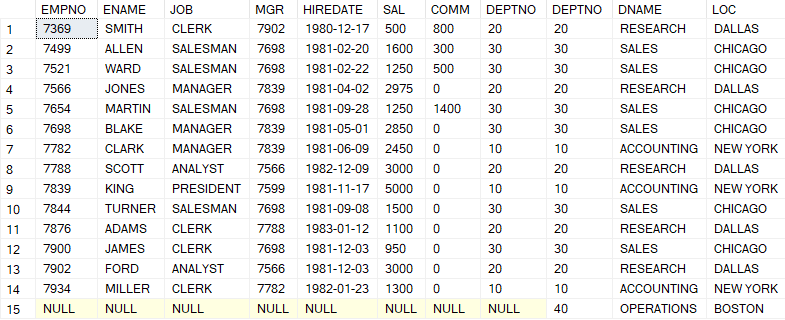 EMPNO ENAME JOB MGR HIREDATE SAL COMM DEPTNO DEPTNO DNAME LOC
1 7369 SMITH CLERK 7902 1980-12-17 500 800 20 20 RESEARCH DALLAS
2 7499 ALLEN SALESMAN 7698 1981-02-20 1600 300 30 30 SALES CHICAGO
3 7521 WARD SALESMAN 7698 1981-02-22 1250 500 30 30 SALES CHICAGO
4 7566 JONES MANAGER 7839 1981-04-02 2975 0 20 20 RESEARCH DALLAS
5 7654 MARTIN SALESMAN 7698 1981-09-28 1250 1400 30 30 SALES CHICAGO
6 7698 BLAKE MANAGER 7839 1981-05-01 2850 0 30 30 SALES CHICAGO
7 7782 CLARK MANAGER 7839 1981-06-09 2450 0 10 10 ACCOUNTING NEW YORK
8 7788 SCOTT ANALYST 7566 1982-12-09 3000 0 20 20 RESEARCH DALLAS
9 7839 KING PRESIDENT 7599 1981-11-17 5000 0 10 10 ACCOUNTING NEW YORK
10 7844 TURNER SALESMAN 7698 1981-09-08 1500 0 30 30 SALES CHICAGO
11 7876 ADAMS CLERK 7788 1983-01-12 1100 0 20 20 RESEARCH DALLAS
12 7900 JAMES CLERK 7698 1981-12-03 950 0 30 30 SALES CHICAGO
13 7902 FORD ANALYST 7566 1981-12-03 3000 0 20 20 RESEARCH DALLAS
14 7934 MILLER CLERK 7782 1982-01-23 1300 0 10 10 ACCOUNTING NEW YORK
15 NULL NULL NULL NULL NULL NULL NULL NULL 40 OPERATIONS BOSTON